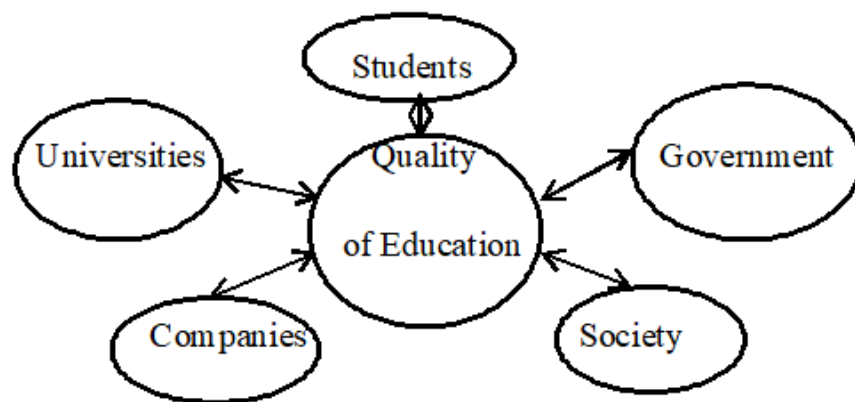 Students
Universities
Quality
of Education
Government
Companies
Society